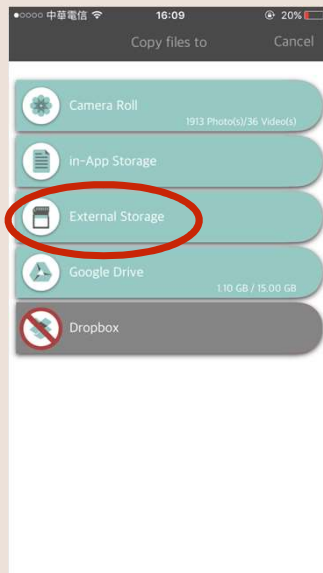 中華電信 16:09 20%
Copy files to Cancel
Camera Roll
1913 Photo(s)/36 Video(s)
in-App Storage
External Storage
Google Drive
1.10 GB / 15.00 GB
Dropbox